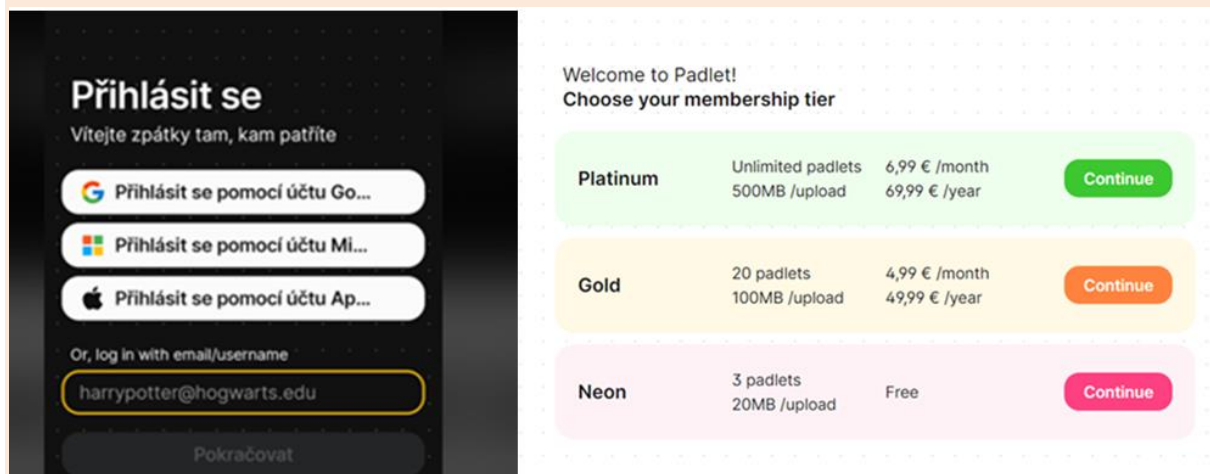 Přihlásit se
Vítejte zpátky tam, kam patříte
Přihlásit se pomocí účtu Go...
Přihlásit se pomocí účtu Mi...
Přihlásit se pomocí účtu Ap...
Or, log in with email/username
harrypotter@hogwarts.edu
Pokračovat
Welcome to Padlet!
Choose your membership tier
Platinum
Unlimited padlets
500MB /upload
6,99 € /month
69,99 € /year
Continue
Gold
20 padlets
100MB /upload
4,99 € /month
49,99 € /year
Continue
Neon
3 padlets
20MB /upload
Free
Continue